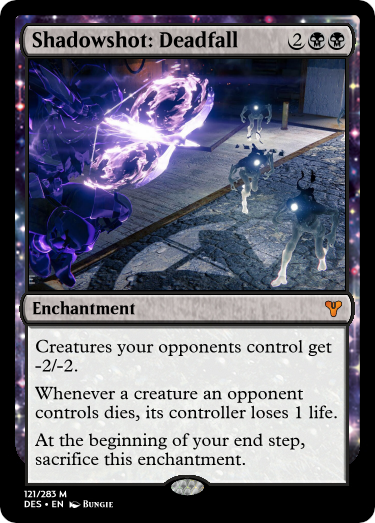 Shadowshot: Deadfall 2
Enchantment
Creatures your opponents control get
-2/-2.
Whenever a creature an opponent
controls dies, its controller loses 1 life.
At the beginning of your end step,
sacrifice this enchantment.
121/283 M
DES • EN BUNGIE